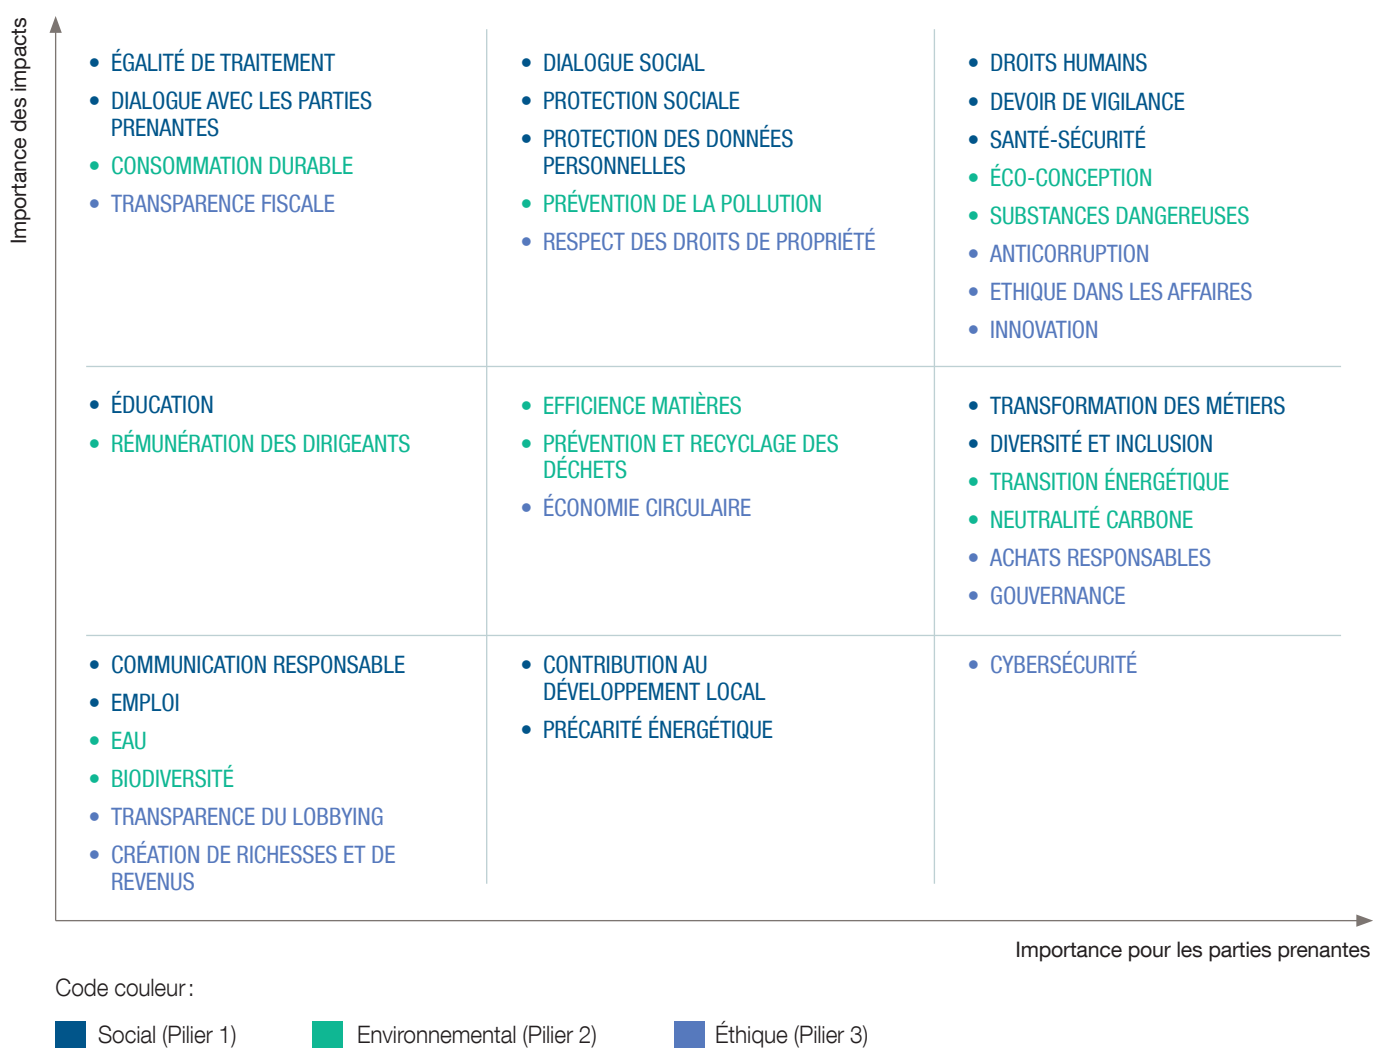 Importance des impacts
• ÉGALITÉ DE TRAITEMENT
• DIALOGUE AVEC LES PARTIES
PRENANTES
• CONSOMMATION DURABLE
• TRANSPARENCE FISCALE
• DIALOGUE SOCIAL
• PROTECTION SOCIALE
• PROTECTION DES DONNÉES
PERSONNELLES
• PRÉVENTION DE LA POLLUTION
• RESPECT DES DROITS DE PROPRIÉTÉ
• DROITS HUMAINS
• DEVOIR DE VIGILANCE
• SANTÉ-SÉCURITÉ
• ÉCO-CONCEPTION
• SUBSTANCES DANGEREUSES
• ANTICORRUPTION
• ETHIQUE DANS LES AFFAIRES
• INNOVATION
• ÉDUCATION
• RÉMUNÉRATION DES DIRIGEANTS
• EFFICIENCE MATIÈRES
• PRÉVENTION ET RECYCLAGE DES
DÉCHETS
• ÉCONOMIE CIRCULAIRE
• TRANSFORMATION DES MÉTIERS
• DIVERSITÉ ET INCLUSION
• TRANSITION ÉNERGÉTIQUE
• NEUTRALITÉ CARBONE
• ACHATS RESPONSABLES
• GOUVERNANCE
• COMMUNICATION RESPONSABLE
• EMPLOI
• EAU
• BIODIVERSITÉ
• TRANSPARENCE DU LOBBYING
• CRÉATION DE RICHESSES ET DE
REVENUS
• CONTRIBUTION AU
DÉVELOPPEMENT LOCAL
• PRÉCARITÉ ÉNERGÉTIQUE
• CYBERSÉCURITÉ
Importance pour les parties prenantes
Code couleur :
Social (Pilier 1)
Environnemental (Pilier 2)
Éthique (Pilier 3)